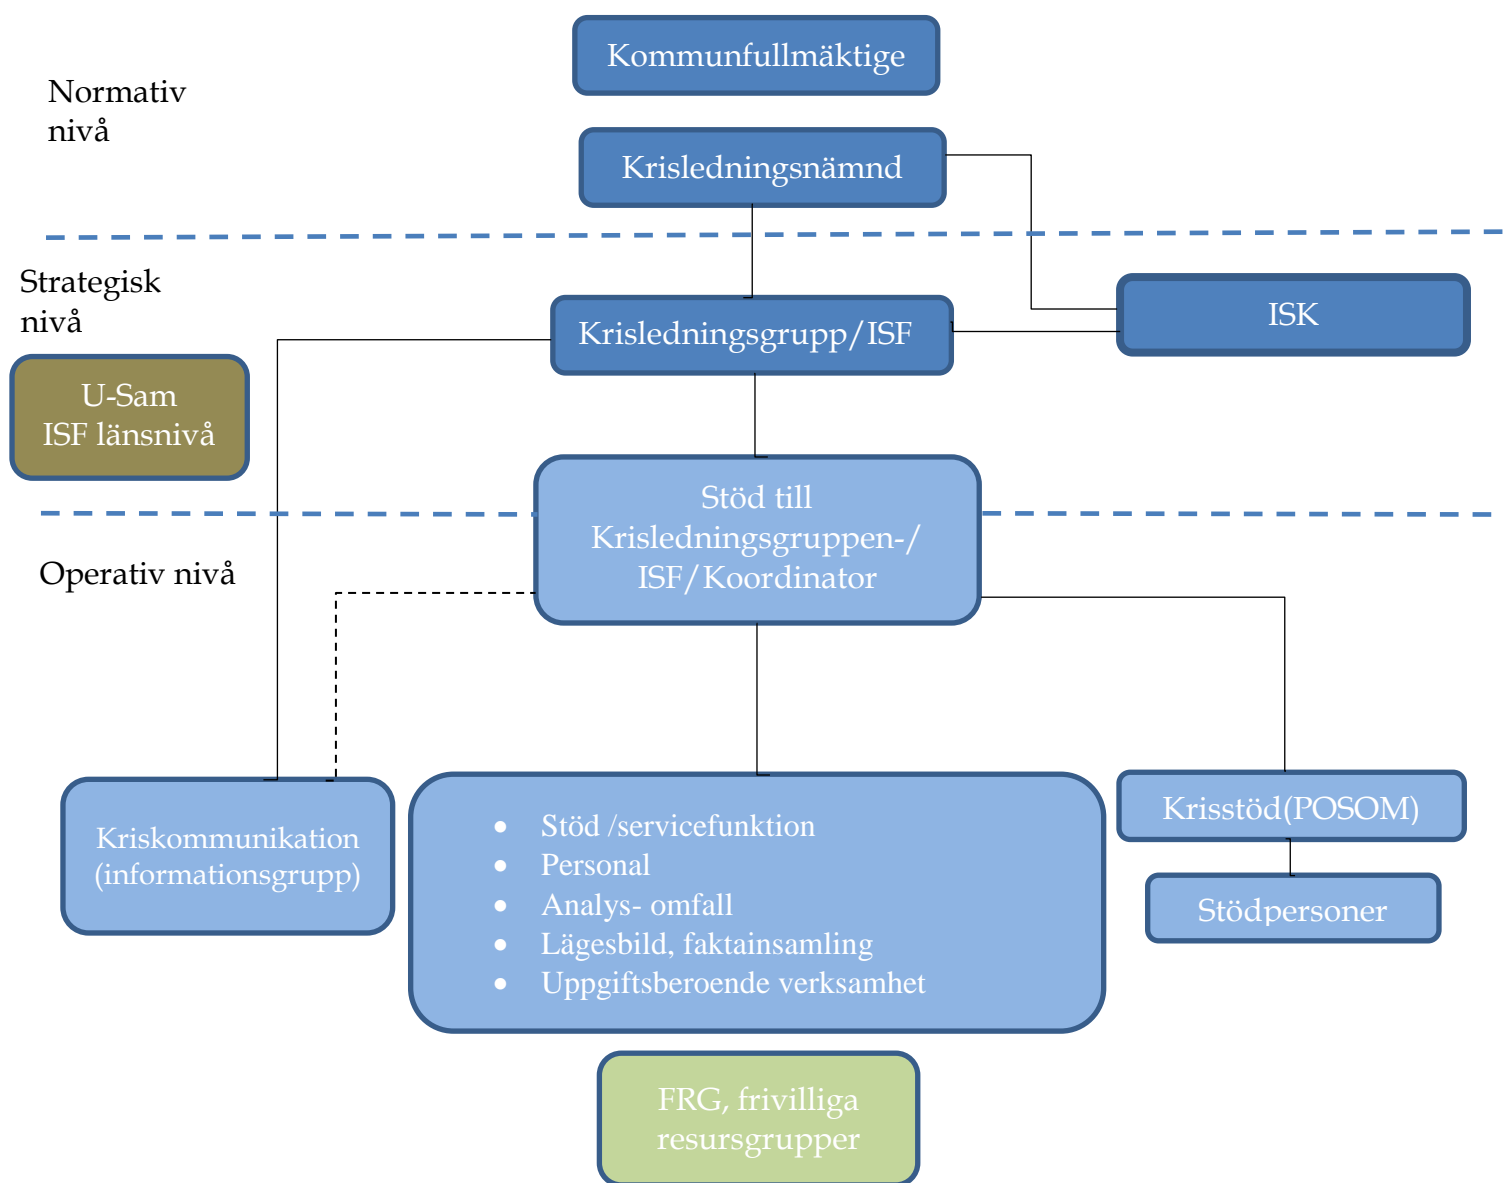 Kommunfullmäktige
Normativ
nivå
Krisledningsnämnd
Strategisk
nivå
Krisledningsgrupp/ISF
ISK
U-Sam
ISF länsnivå
Stöd till
Krisledningsgruppen-/
ISF/Koordinator
Operativ nivå
Kriskommunikation
(informationsgrupp)
• Stöd /servicefunktion
• Personal
• Analys- omfall
• Lägesbild, faktainsamling
• Uppgiftsberoende verksamhet
Krisstöd(POSOM)
Stödpersoner
FRG, frivilliga
resursgrupper